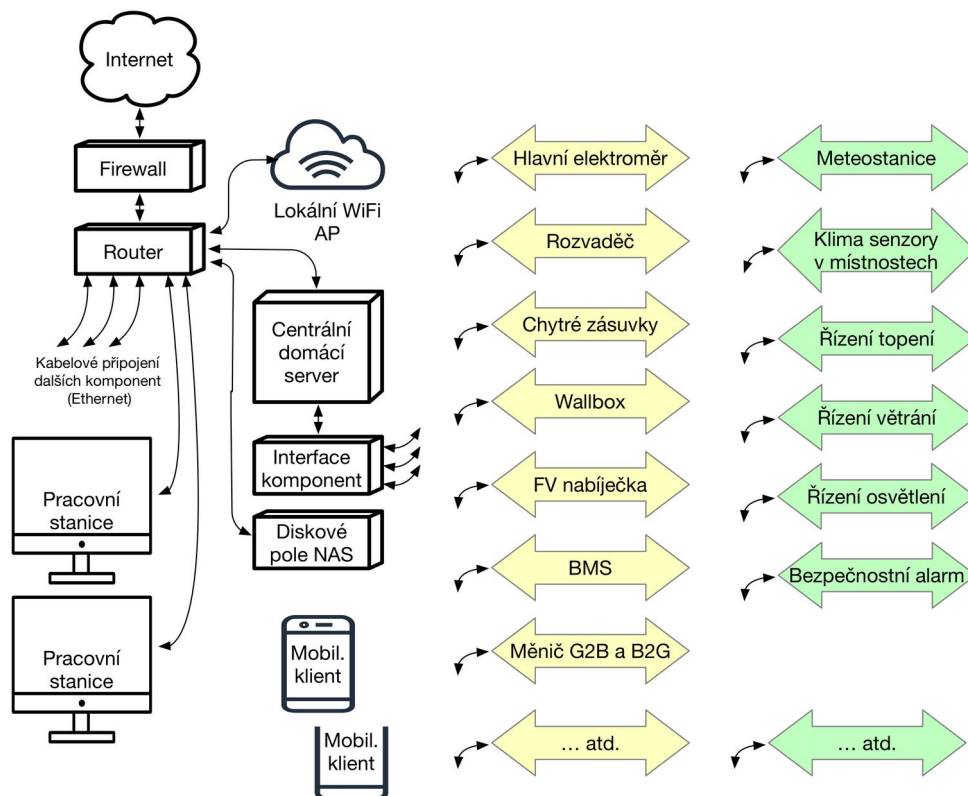 Internet
Firewall
Router
Lokální WiFi
AP
Kabelové připojení
dalších komponent
(Ethernet)
Centrální
domácí
server
Interface
komponent
Diskové
pole NAS
Pracovní
stanice
Pracovní
stanice
Mobil.
klient
Mobil.
klient
Hlavní elektroměr
Rozvaděč
Chytré zásuvky
Wallbox
FV nabíječka
BMS
Měnič G2B a B2G
… atd.
Meteostanice
Klima senzory
v místnostech
Řízení topení
Řízení větrání
Řízení osvětlení
Bezpečnostní alarm
… atd.